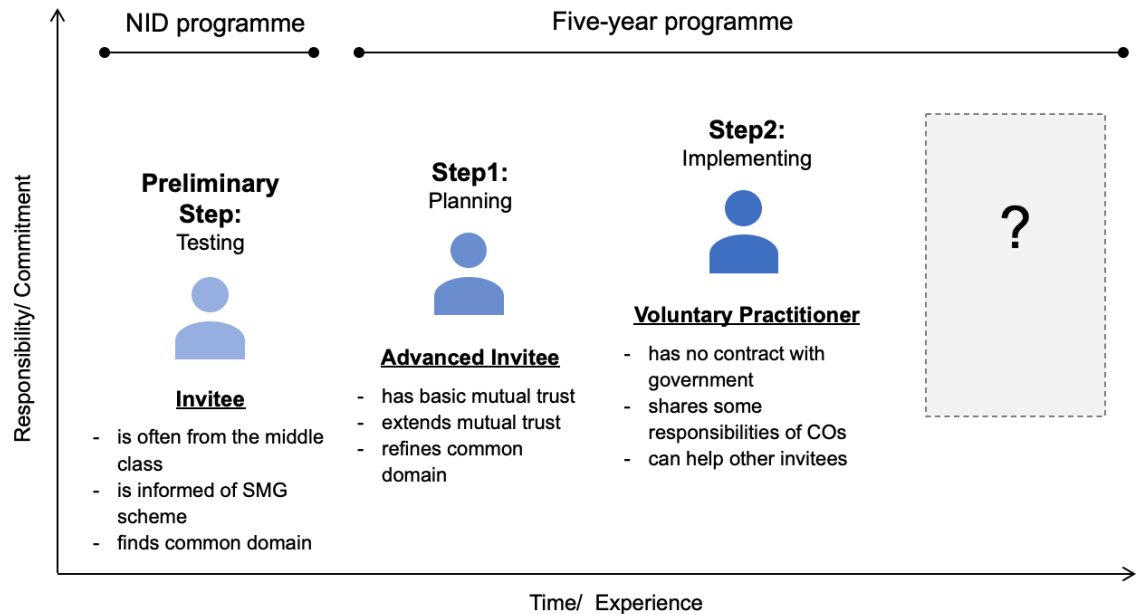 NID programme
Five-year programme
Responsibility/ Commitment
Preliminary
Step:
Testing
Invitee
- is often from the middle
class
- is informed of SMG
scheme
- finds common domain
Step1:
Planning
Advanced Invitee
- has basic mutual trust
- extends mutual trust
- refines common
domain
Step2:
Implementing
Voluntary Practitioner
- has no contract with
government
- shares some
responsibilities of COs
- can help other invitees
?
Time/ Experience